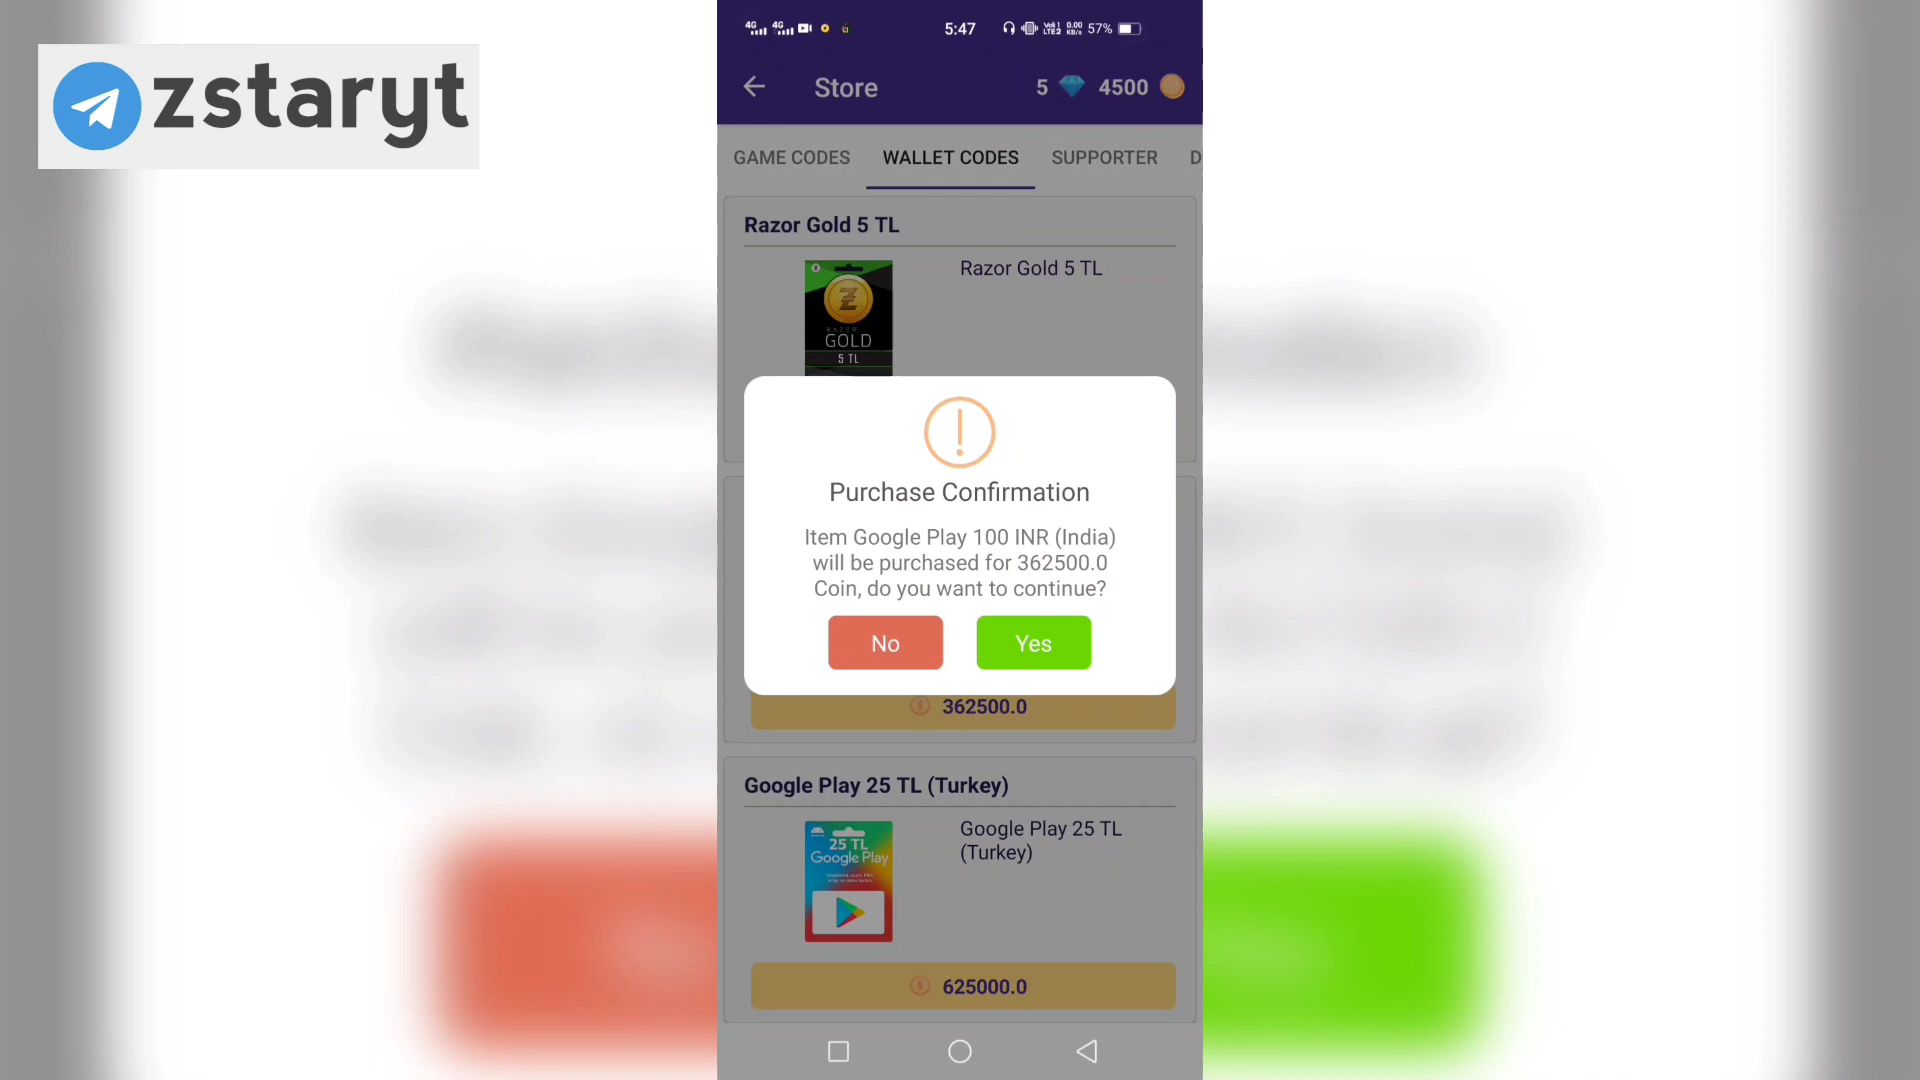 zstaryt
4G 4G 5:47 57%
Store 5 4500
GAME CODES WALLET CODES SUPPORTER D
Razor Gold 5 TL
Razor Gold 5 TL
RAZER
GOLD
5 TL
Purchase Confirmation
Item Google Play 100 INR (India)
will be purchased for 362500.0
Coin, do you want to continue?
No Yes
362500.0
Google Play 25 TL (Turkey)
Google Play 25 TL
(Turkey)
25 TL
Google Play
625000.0